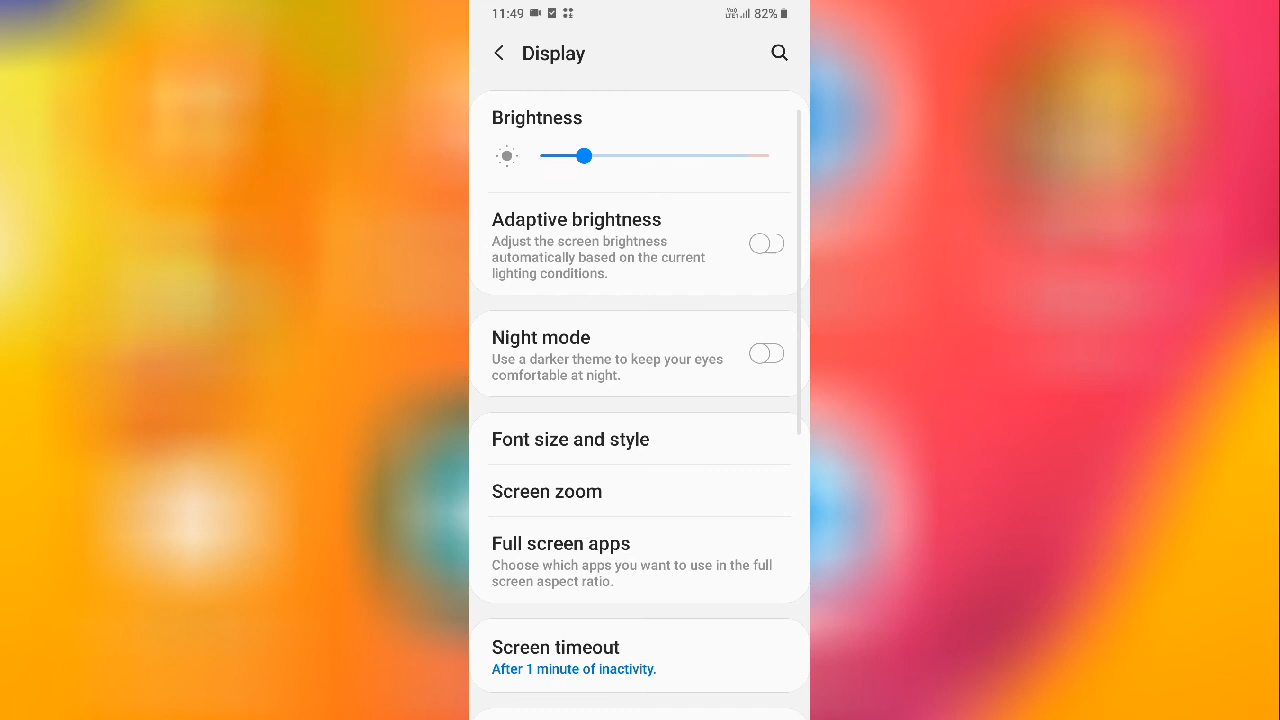 11:49 82%
Display
Brightness
Adaptive brightness
Adjust the screen brightness
automatically based on the current
lighting conditions.
Night mode
Use a darker theme to keep your eyes
comfortable at night.
Font size and style
Screen zoom
Full screen apps
Choose which apps you want to use in the full
screen aspect ratio.
Screen timeout
After 1 minute of inactivity.